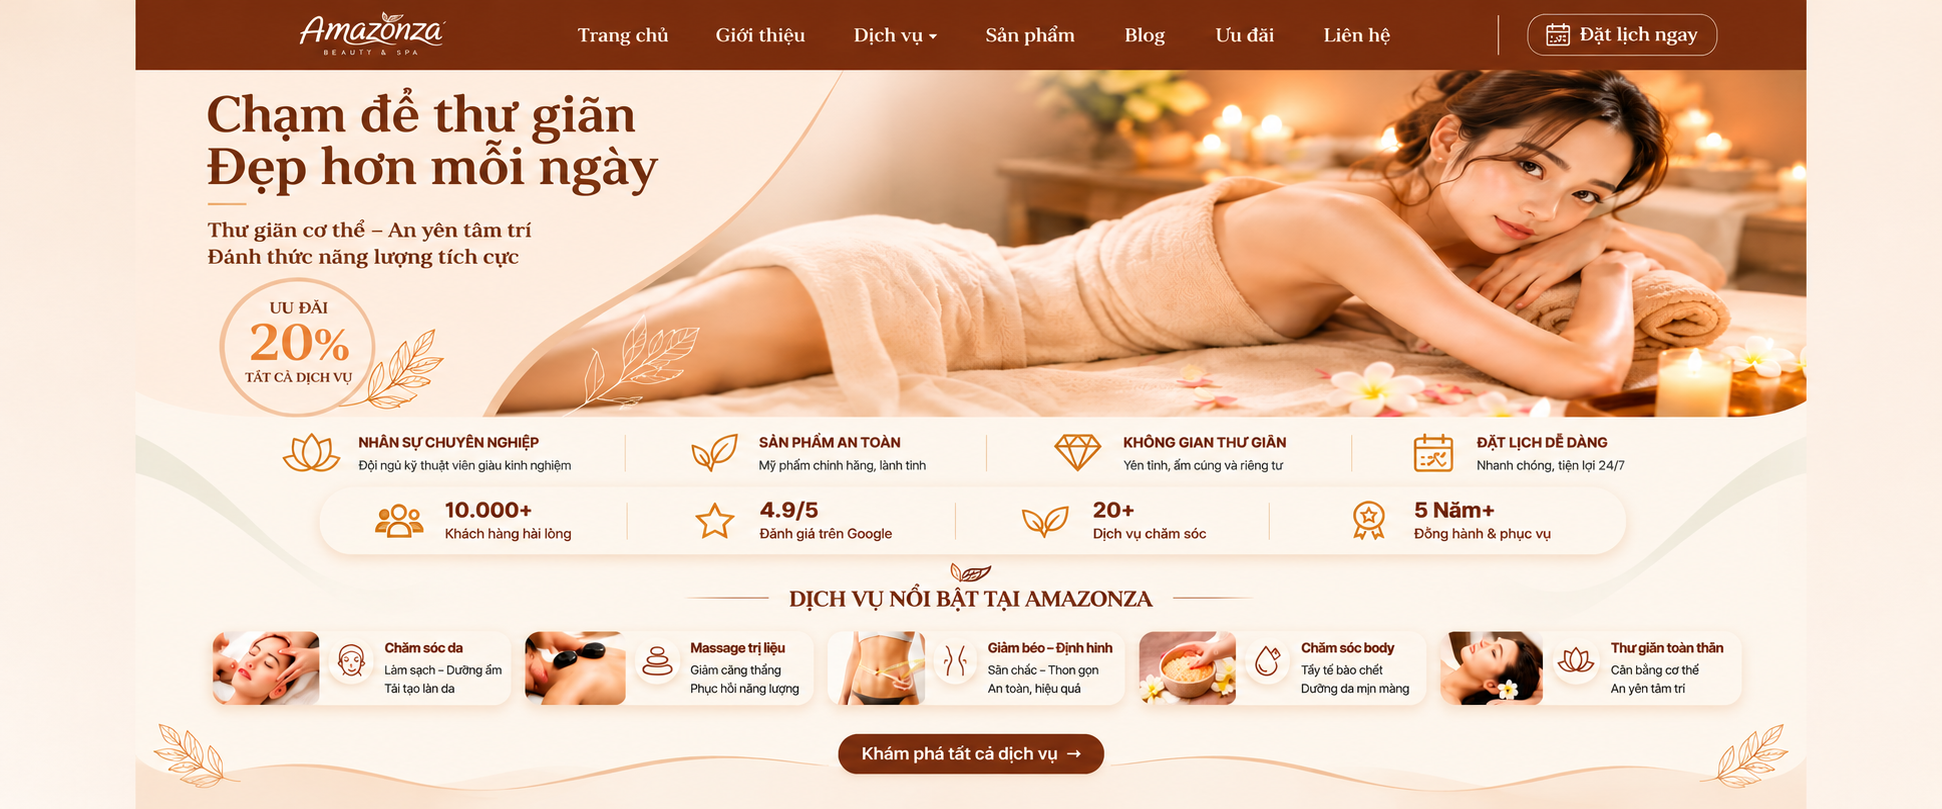 Amazonza
BEAUTY & SPA
Trang chủ
Giới thiệu
Dịch vụ
Sản phẩm
Blog
Ưu đãi
Liên hệ
Đặt lịch ngay
Chạm để thư giãn
Đẹp hơn mỗi ngày
Thư giãn cơ thể – An yên tâm trí
Đánh thức năng lượng tích cực
ƯU ĐÃI
20%
TẤT CẢ DỊCH VỤ
NHÂN SỰ CHUYÊN NGHIỆP
Đội ngũ kỹ thuật viên giàu kinh nghiệm
SẢN PHẨM AN TOÀN
Mỹ phẩm chính hãng, lành tính
KHÔNG GIAN THƯ GIÃN
Yên tĩnh, ấm cúng và riêng tư
ĐẶT LỊCH DỄ DÀNG
Nhanh chóng, tiện lợi 24/7
10.000+
Khách hàng hài lòng
4.9/5
Đánh giá trên Google
20+
Dịch vụ chăm sóc
5 Năm+
Đồng hành & phục vụ
DỊCH VỤ NỔI BẬT TẠI AMAZONZA
Chăm sóc da
Làm sạch – Dưỡng ẩm
Tái tạo làn da
Massage trị liệu
Giảm căng thẳng
Phục hồi năng lượng
Giảm béo – Định hình
Săn chắc – Thon gọn
An toàn, hiệu quả
Chăm sóc body
Tẩy tế bào chết
Dưỡng da mịn màng
Thư giãn toàn thân
Cân bằng cơ thể
An yên tâm trí
Khám phá tất cả dịch vụ →